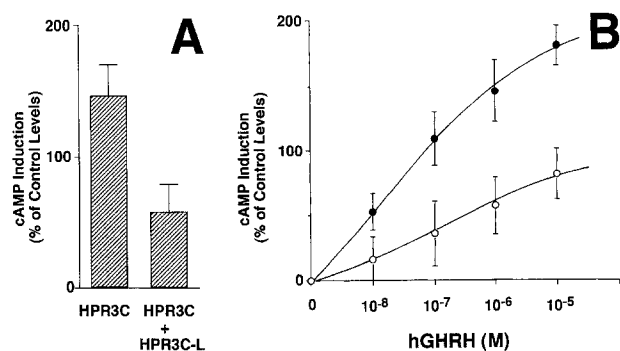 A
cAMP Induction
(% of Control Levels)
200
100
0
HPR3C
HPR3C
+
HPR3C-L
B
cAMP Induction
(% of Control Levels)
200
100
0
0 10⁻⁸ 10⁻⁷ 10⁻⁶ 10⁻⁵
hGHRH (M)